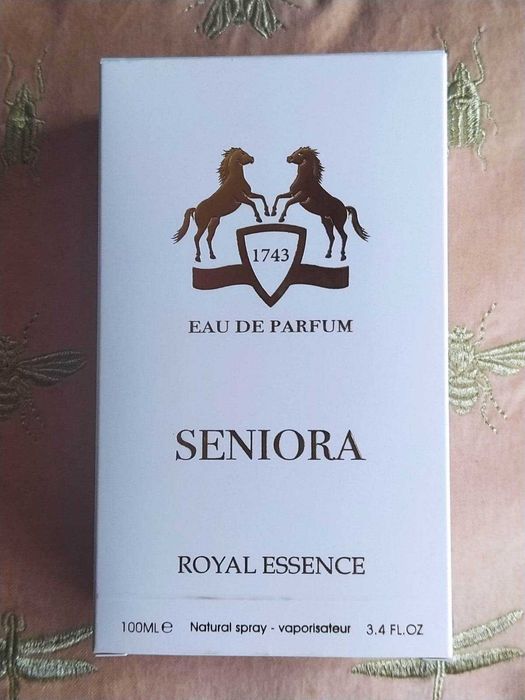 1743
EAU DE PARFUM
SENIORA
ROYAL ESSENCE
100ML℮ Natural spray - vaporisateur 3.4 FL.OZ